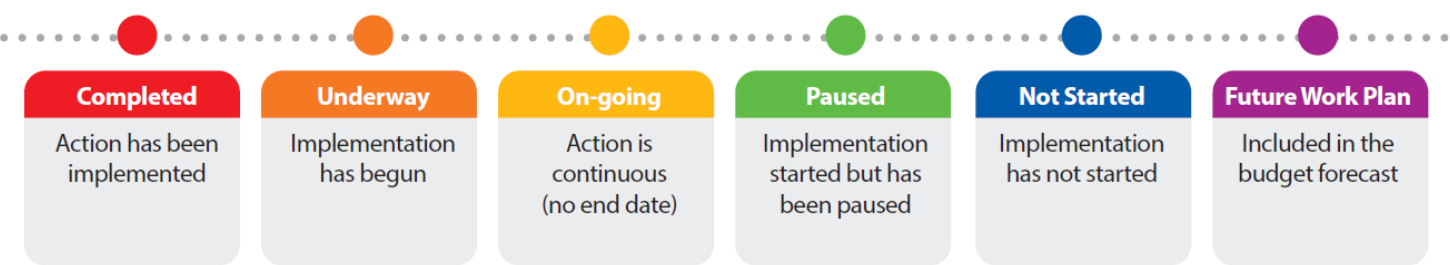 Completed
Action has been
implemented
Underway
Implementation
has begun
On-going
Action is
continuous
(no end date)
Paused
Implementation
started but has
been paused
Not Started
Implementation
has not started
Future Work Plan
Included in the
budget forecast